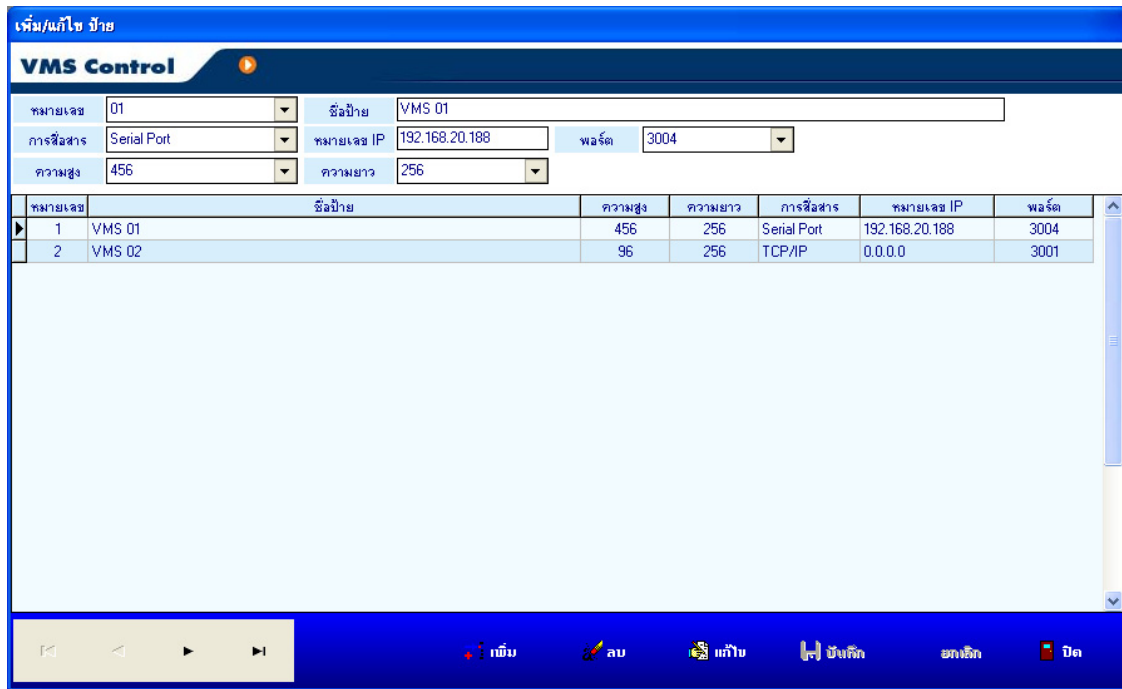 เพิ่ม/แก้ไข ป้าย
VMS Control
หมายเลข 01 ชื่อป้าย VMS 01
การสื่อสาร Serial Port หมายเลข IP 192.168.20.188 พอร์ต 3004
ความสูง 456 ความยาว 256
หมายเลข ชื่อป้าย ความสูง ความยาว การสื่อสาร หมายเลข IP พอร์ต
1 VMS 01 456 256 Serial Port 192.168.20.188 3004
2 VMS 02 96 256 TCP/IP 0.0.0.0 3001
เพิ่ม ลบ แก้ไข บันทึก ยกเลิก ปิด